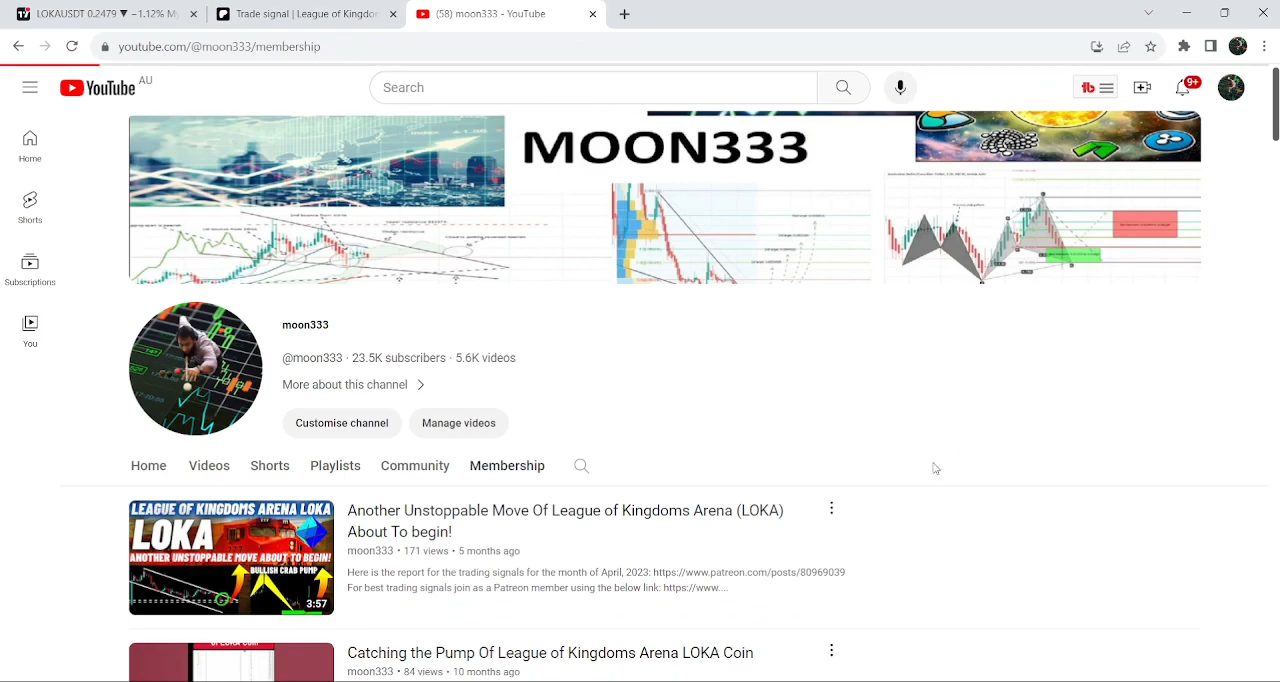 LOKAUSDT 0.2479 ▼ −1.12% My
Trade signal | League of Kingdom
(58) moon333 - YouTube
youtube.com/@moon333/membership
YouTube AU
Search
9+
Home
Shorts
Subscriptions
You
MOON333
moon333
@moon333 · 23.5K subscribers · 5.6K videos
More about this channel
Customise channel
Manage videos
Home Videos Shorts Playlists Community Membership
LEAGUE OF KINGDOMS ARENA LOKA
LOKA
ANOTHER UNSTOPPABLE MOVE ABOUT TO BEGIN!
BULLISH CRAB PUMP
3:57
Another Unstoppable Move Of League of Kingdoms Arena (LOKA)
About To begin!
moon333 • 171 views • 5 months ago
Here is the report for the trading signals for the month of April, 2023: https://www.patreon.com/posts/80969039
For best trading signals join as a Patreon member using the below link: https://www....
Catching the Pump Of League of Kingdoms Arena LOKA Coin
moon333 • 84 views • 10 months ago